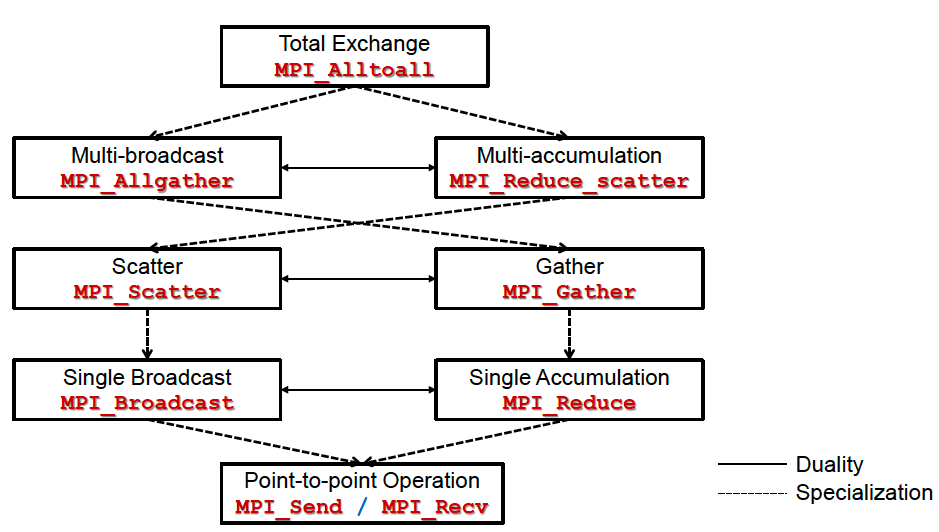 Total Exchange
MPI_Alltoall
Multi-broadcast
MPI_Allgather
Multi-accumulation
MPI_Reduce_scatter
Scatter
MPI_Scatter
Gather
MPI_Gather
Single Broadcast
MPI_Broadcast
Single Accumulation
MPI_Reduce
Point-to-point Operation
MPI_Send / MPI_Recv
Duality
Specialization